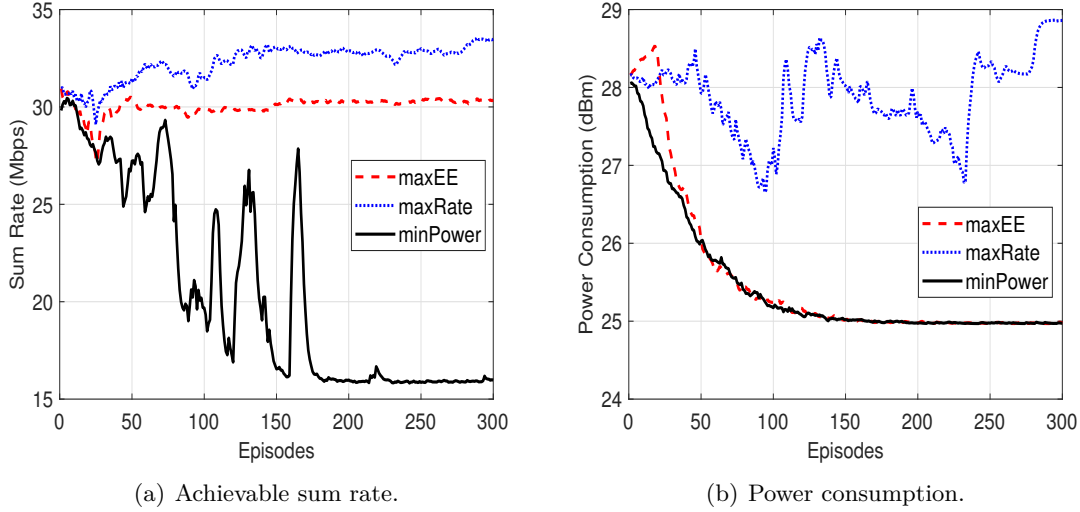 35
30
25
20
15
Sum Rate (Mbps)
maxEE
maxRate
minPower
0 50 100 150 200 250 300
Episodes
(a) Achievable sum rate.
29
28
27
26
25
24
Power Consumption (dBm)
maxEE
maxRate
minPower
0 50 100 150 200 250 300
Episodes
(b) Power consumption.